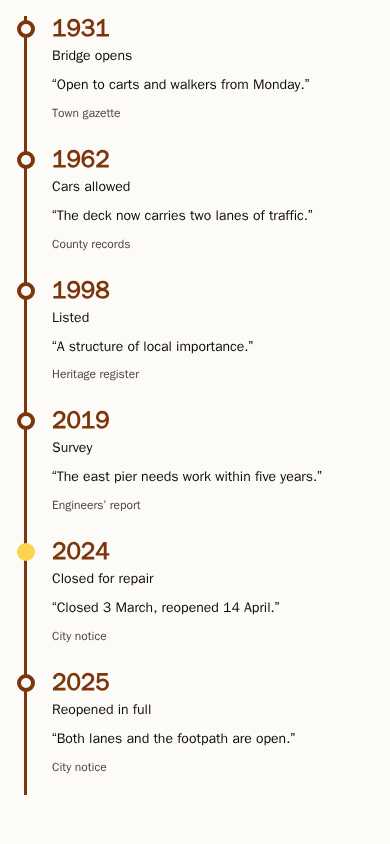 1931
Bridge opens
“Open to carts and walkers from Monday.”
Town gazette
1962
Cars allowed
“The deck now carries two lanes of traffic.”
County records
1998
Listed
“A structure of local importance.”
Heritage register
2019
Survey
“The east pier needs work within five years.”
Engineers’ report
2024
Closed for repair
“Closed 3 March, reopened 14 April.”
City notice
2025
Reopened in full
“Both lanes and the footpath are open.”
City notice